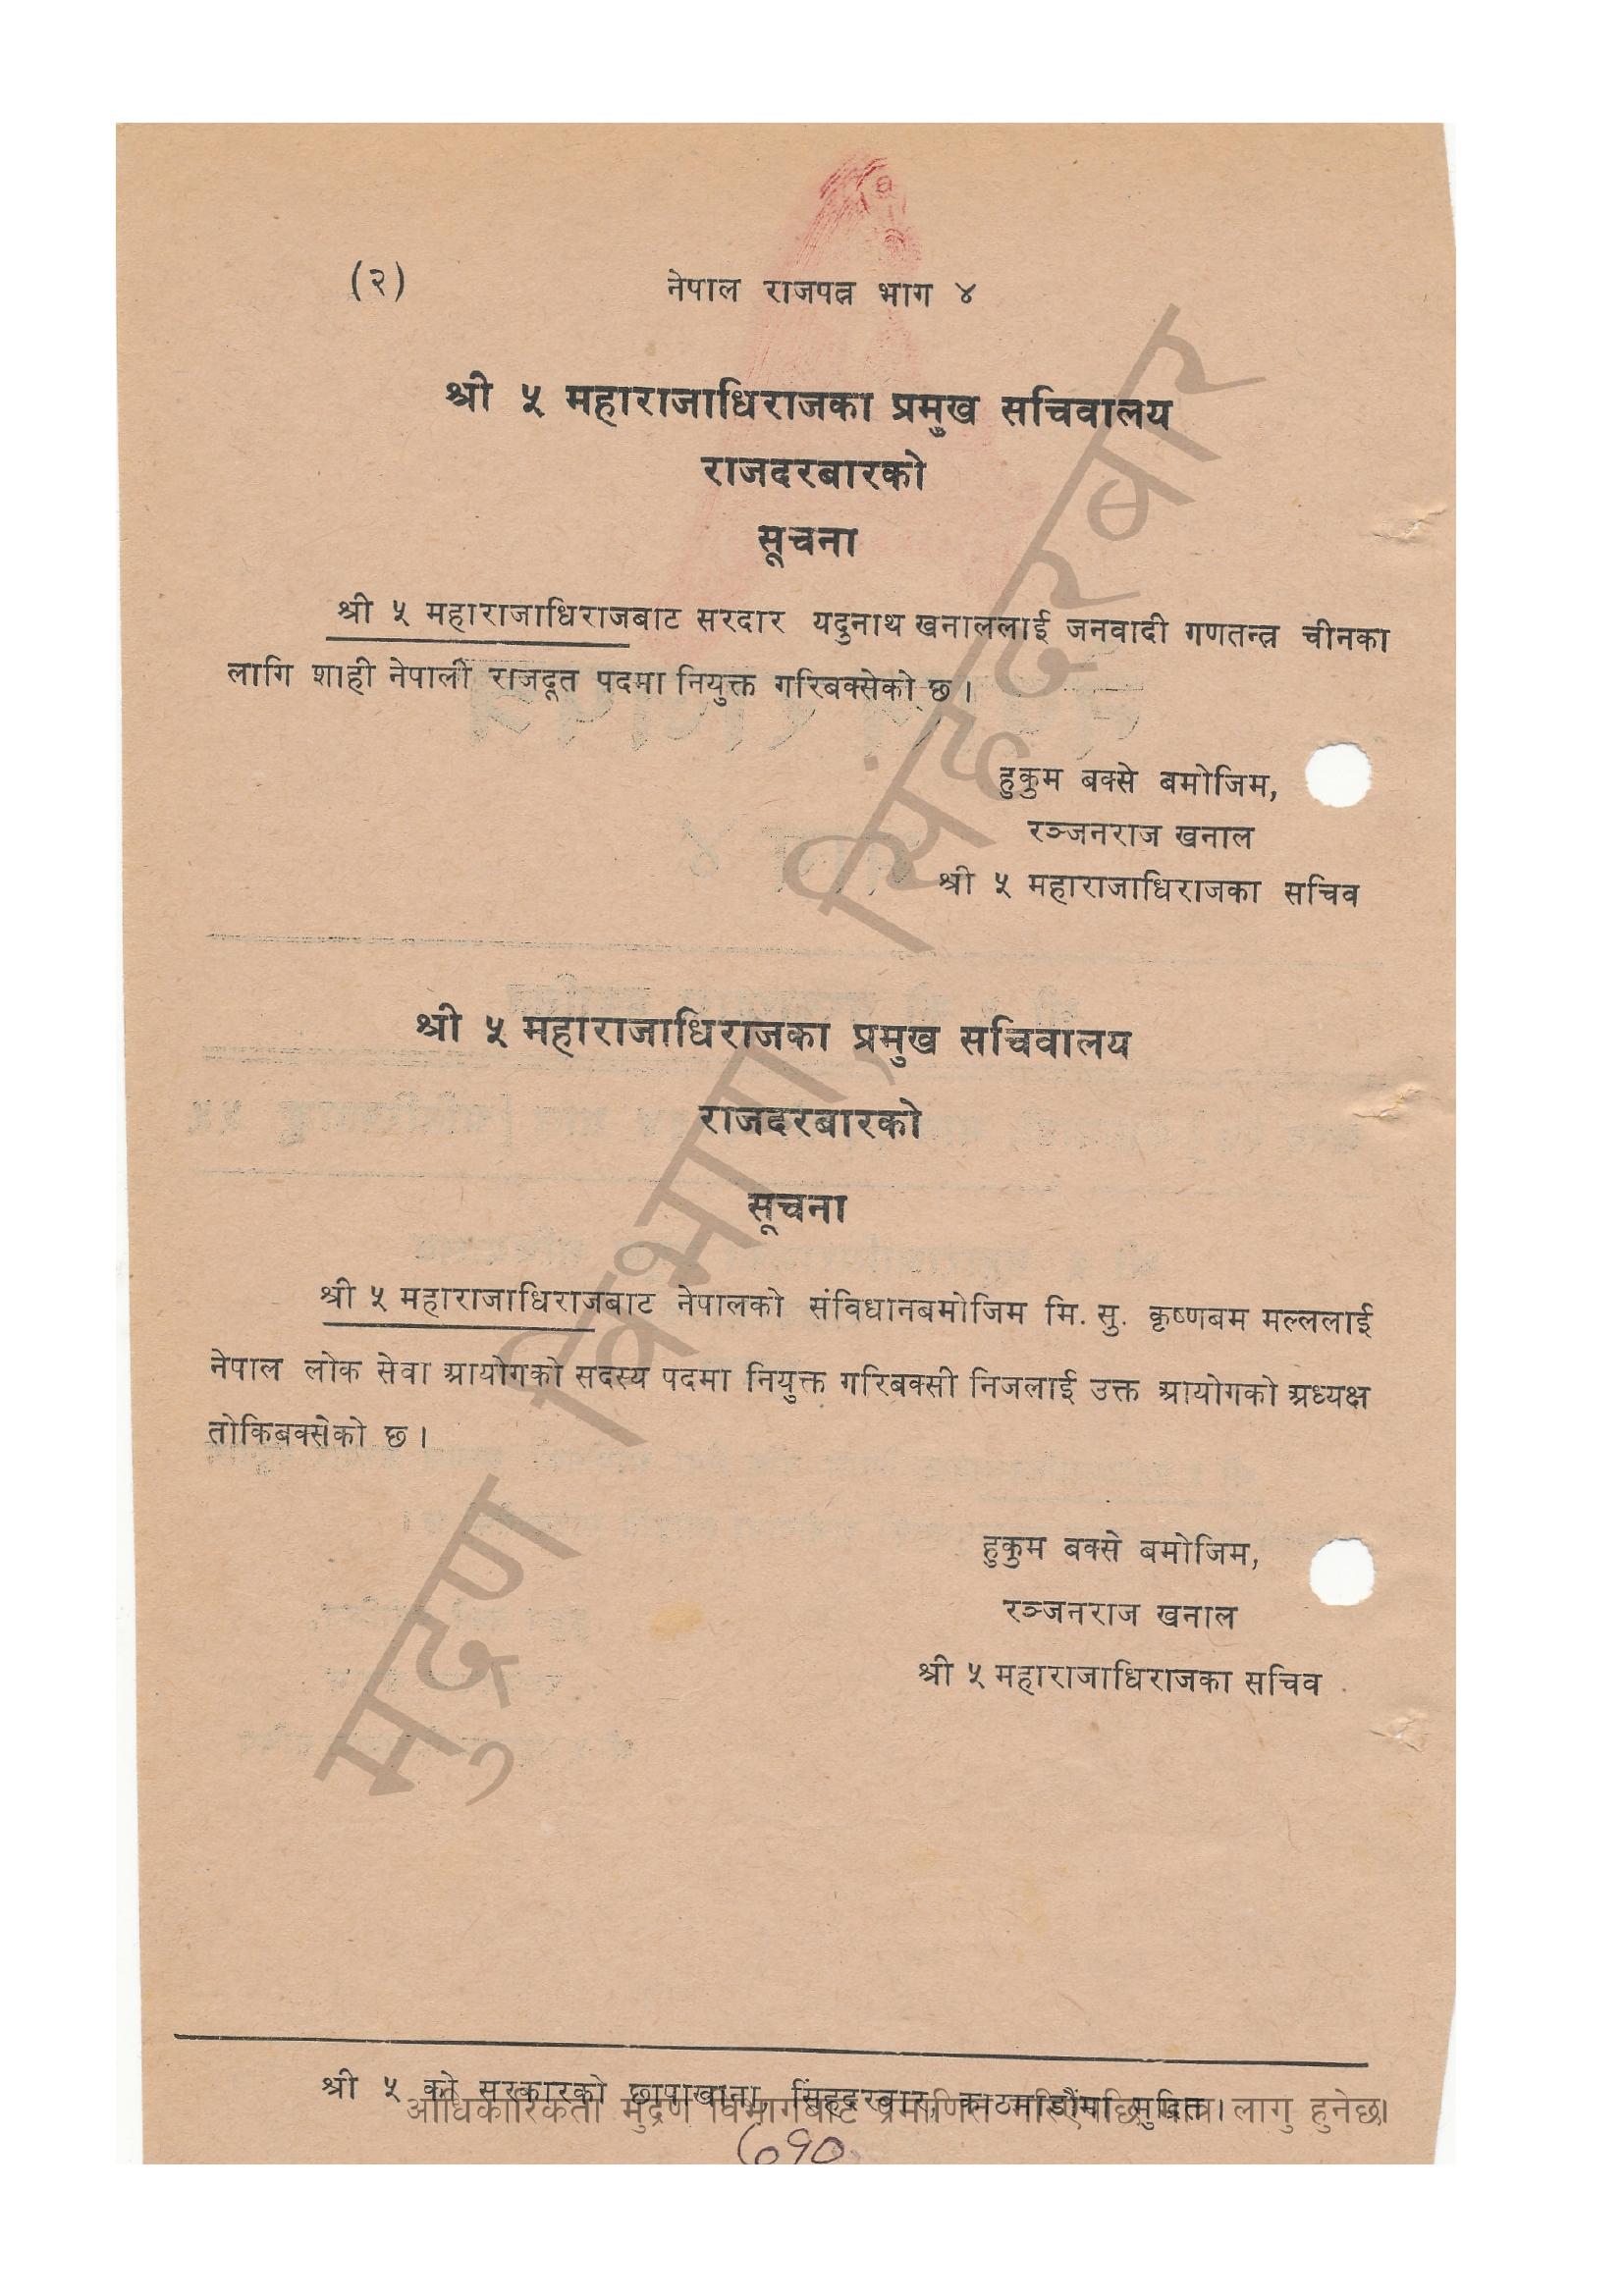 (२) नेपाल राजपत्र भाग ४
श्री ५ महाराजाधिराजका प्रमुख सचिवालय
राजदरबारको
सूचना
श्री ५ महाराजाधिराजबाट सरदार यदुनाथ खनाललाई जनवादी गणतन्त्र चीनका
लागि शाही नेपाली राजदूत पदमा नियुक्त गरिबक्सेको छ।
हुकुम बक्से बमोजिम,
रञ्जनराज खनाल
श्री ५ महाराजाधिराजका सचिव
श्री ५ महाराजाधिराजका प्रमुख सचिवालय
राजदरबारको
सूचना
श्री ५ महाराजाधिराजबाट नेपालको संविधानबमोजिम मि. सु. कृष्णबम मल्ललाई
नेपाल लोक सेवा आयोगको सदस्य पदमा नियुक्त गरिबक्सी निजलाई उक्त आयोगको अध्यक्ष
तोकिबक्सेको छ।
हुकुम बक्से बमोजिम,
रञ्जनराज खनाल
श्री ५ महाराजाधिराजका सचिव
मुद्रण विभाग, सिंहदरबार
श्री ५ को सरकारको छापाखाना, सिंहदरबार, काठमाडौंमा मुद्रित।
आधिकारिकता मुद्रण विभागबाट प्रमाणित गरिएपछि मात्र लागु हुनेछ।